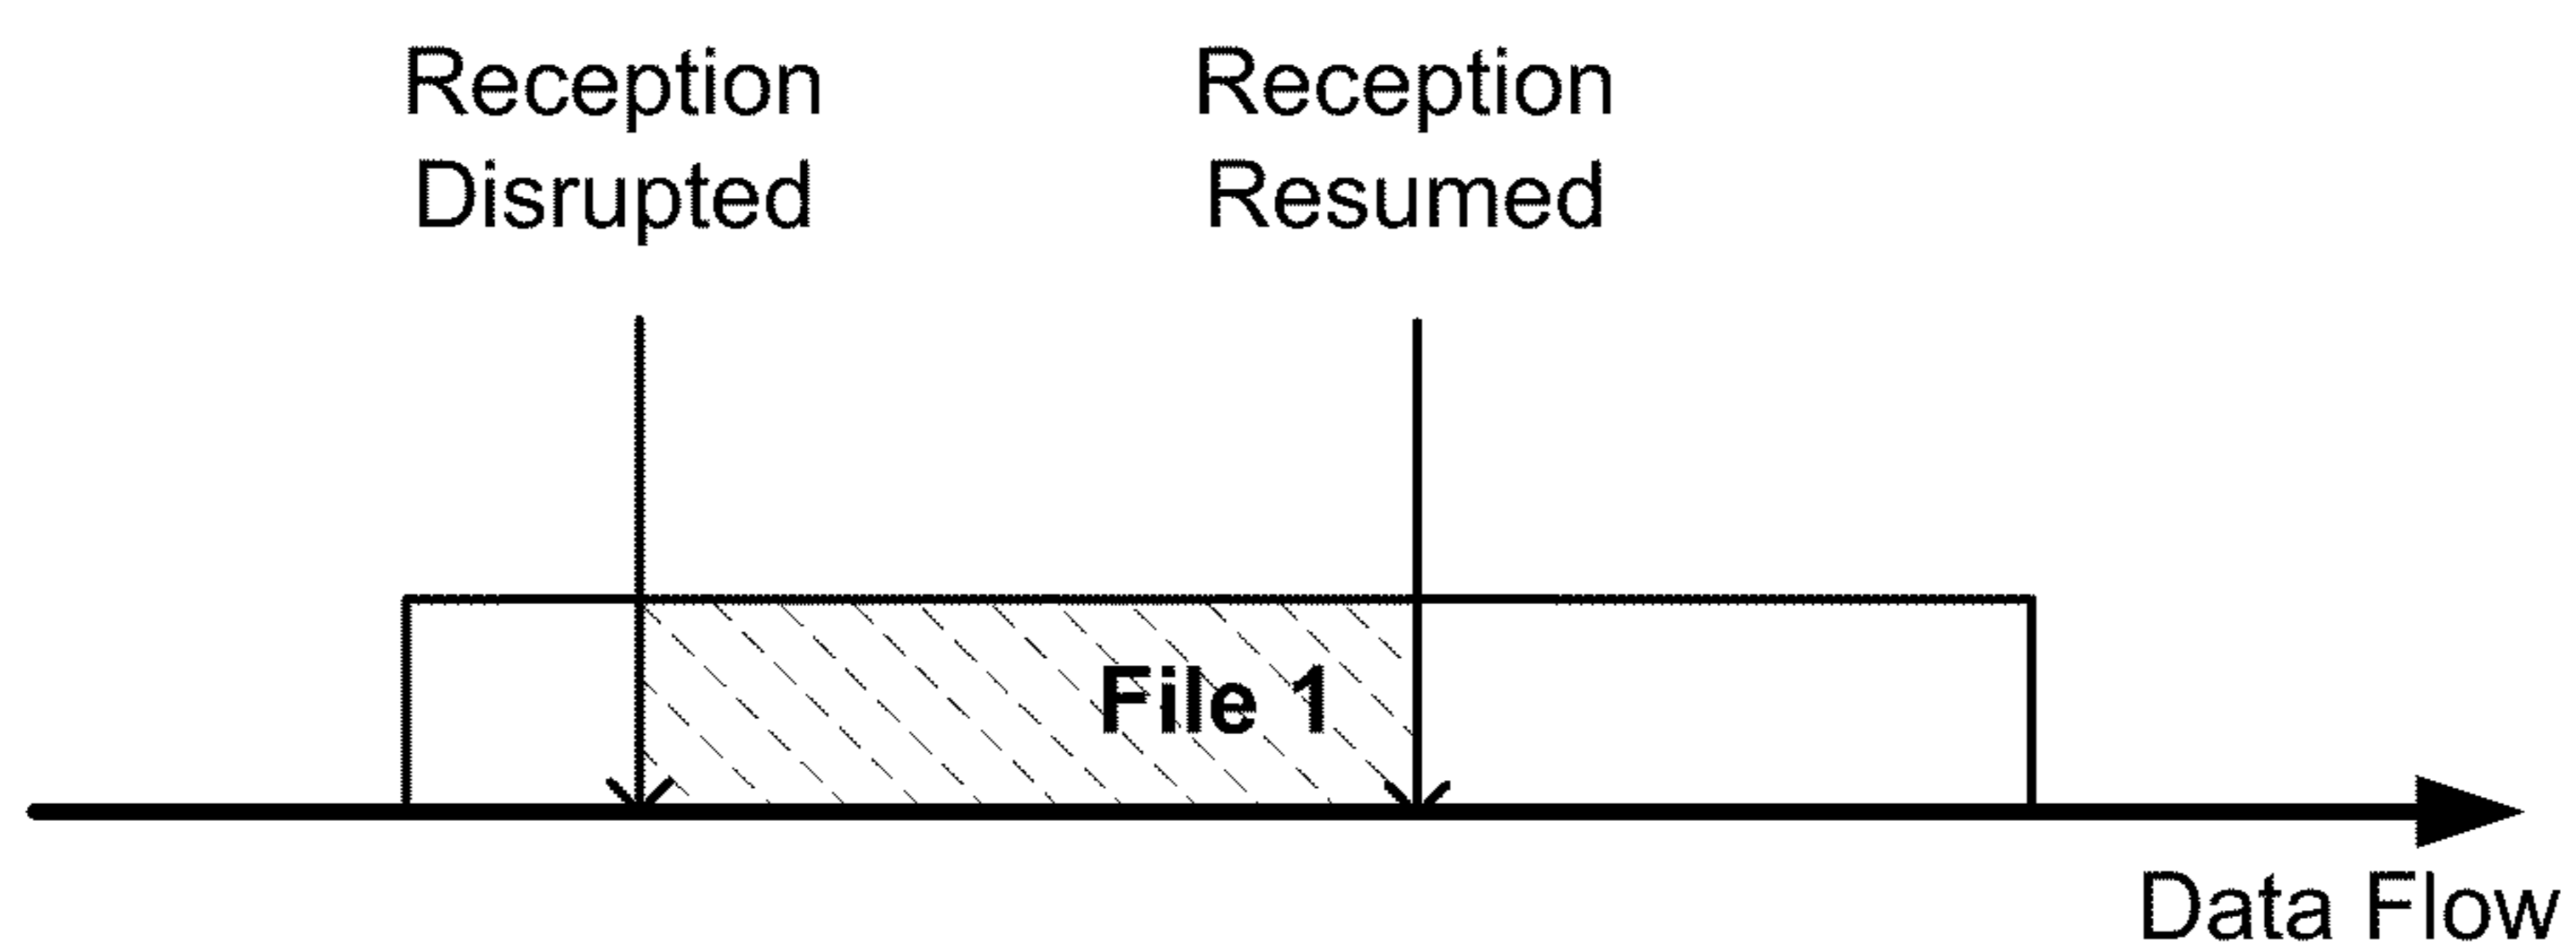 Reception
Disrupted
Reception
Resumed
File 1
Data Flow